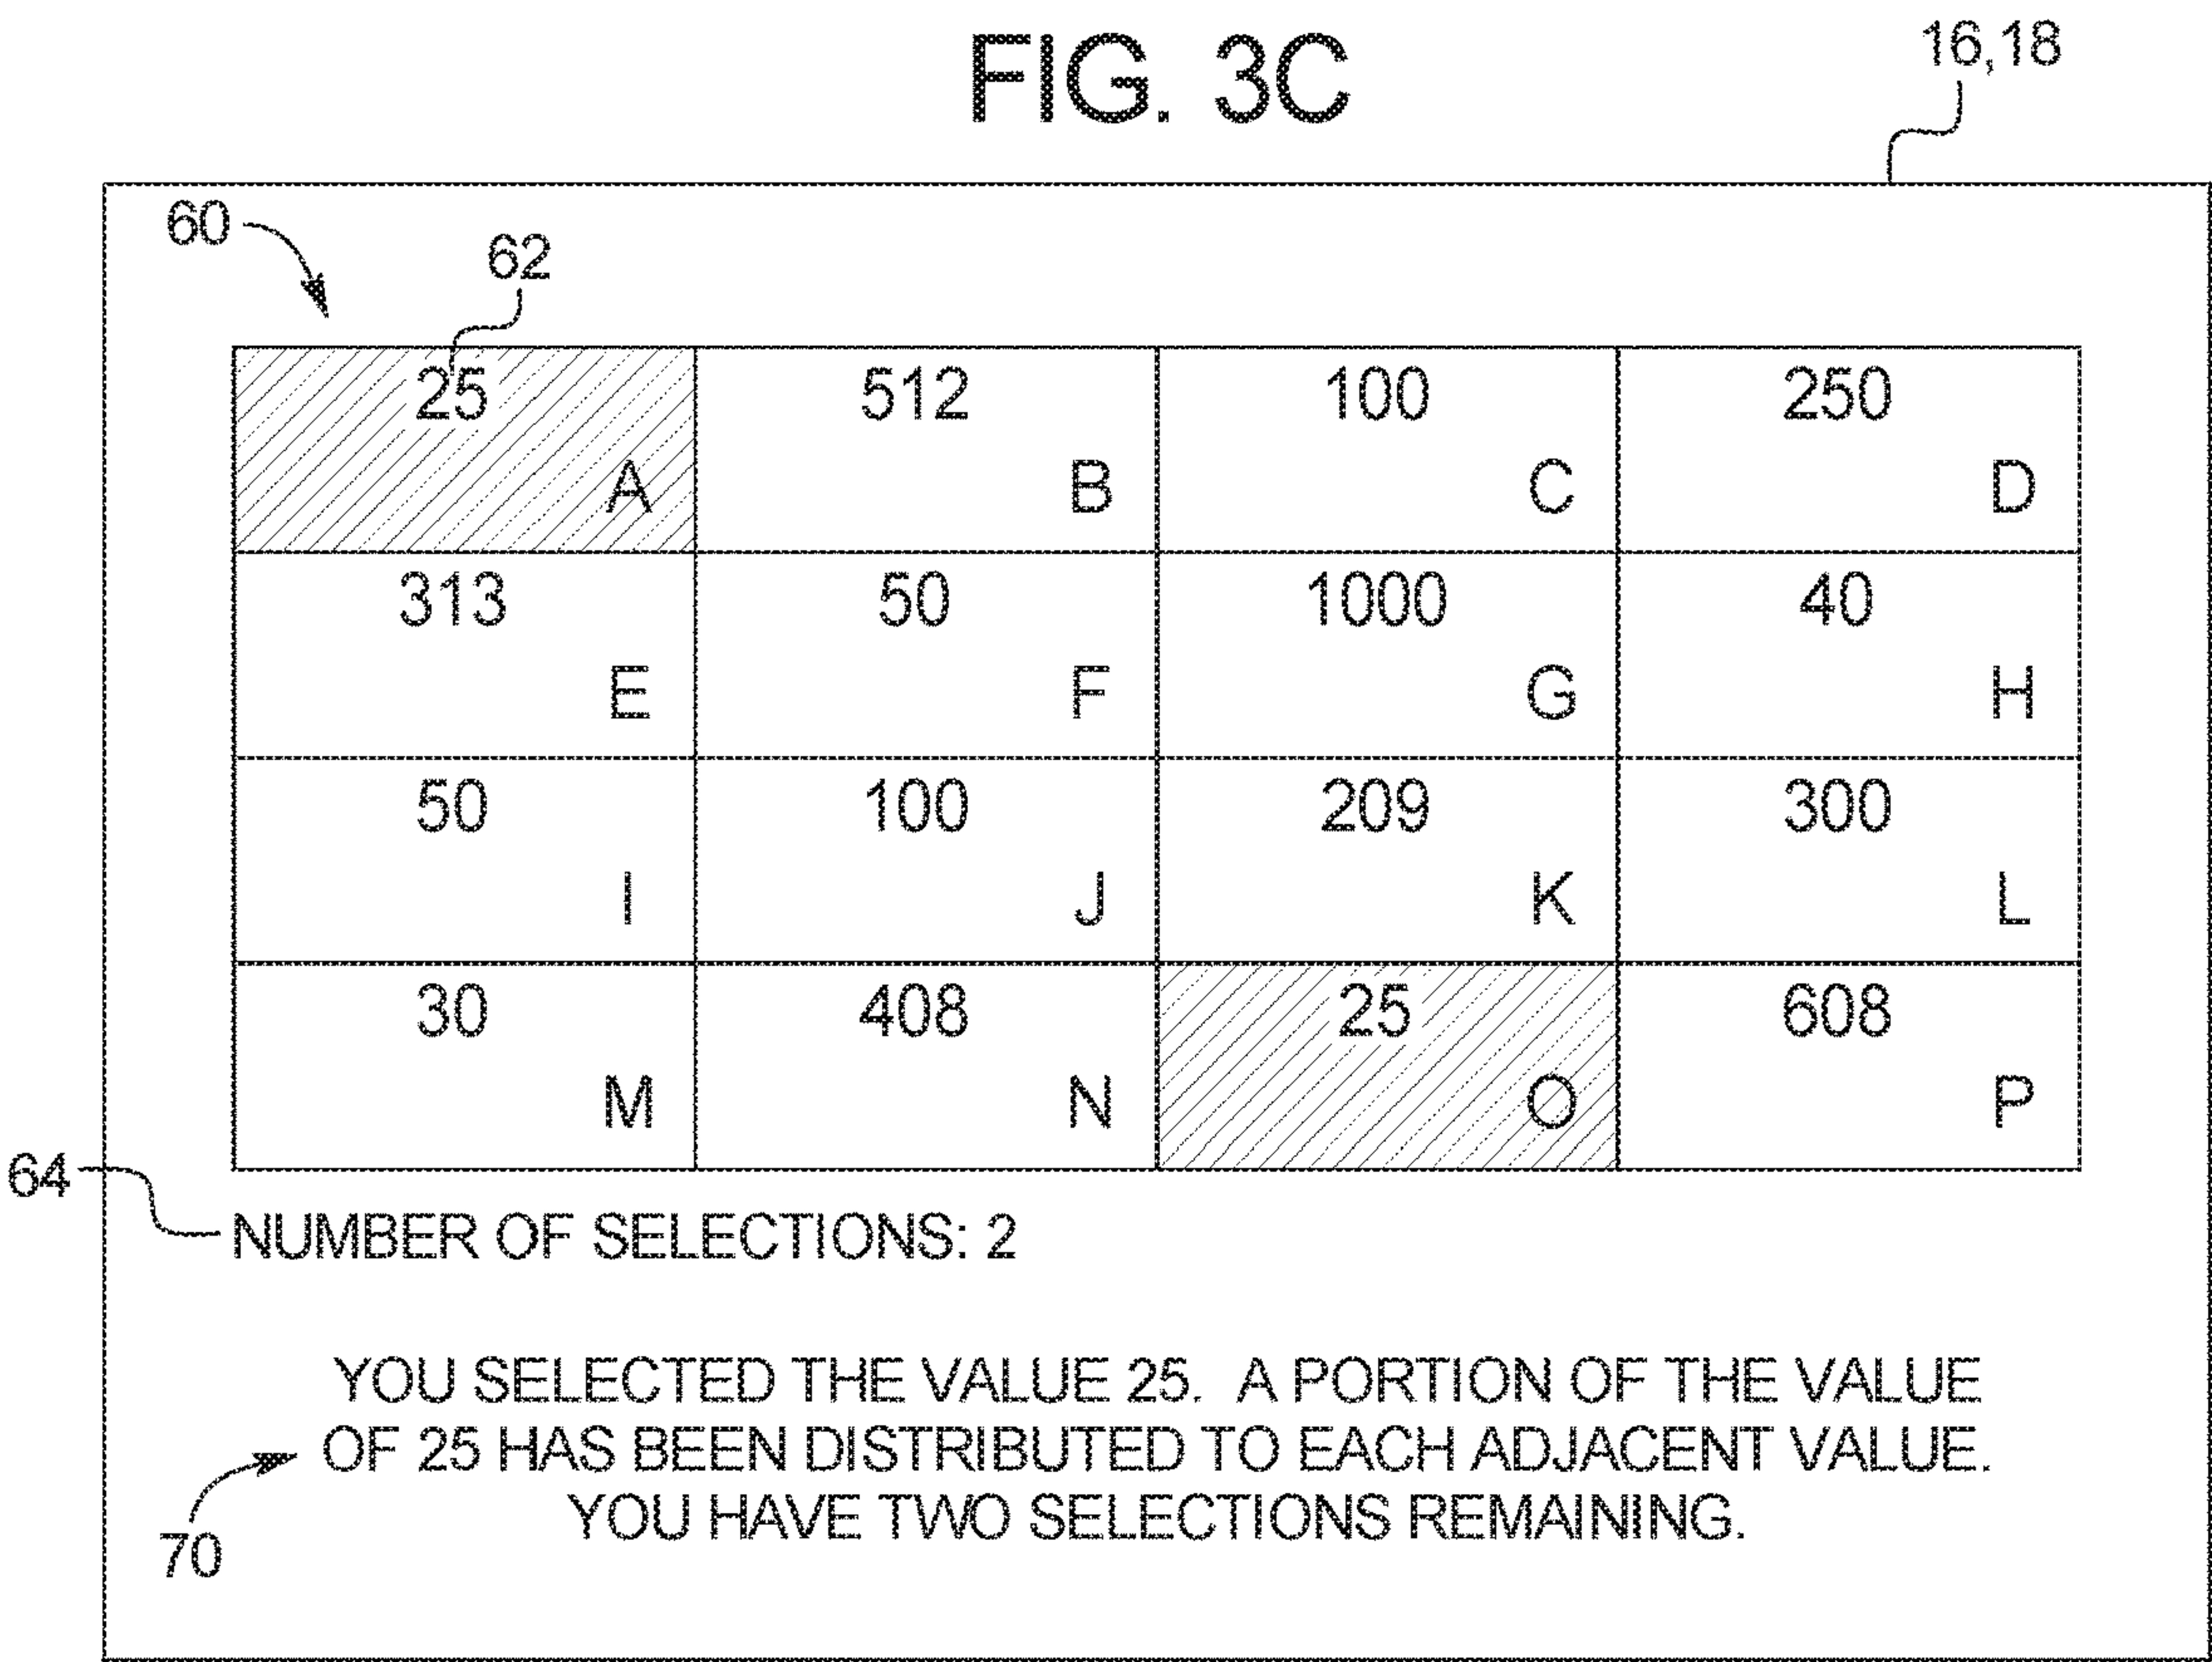 FIG. 3C
16,18
60
62
25 512 100 250
A B C D
313 50 1000 40
E F G H
50 100 209 300
I J K L
30 408 25 608
M N O P
64
NUMBER OF SELECTIONS: 2
YOU SELECTED THE VALUE 25. A PORTION OF THE VALUE
OF 25 HAS BEEN DISTRIBUTED TO EACH ADJACENT VALUE.
YOU HAVE TWO SELECTIONS REMAINING.
70